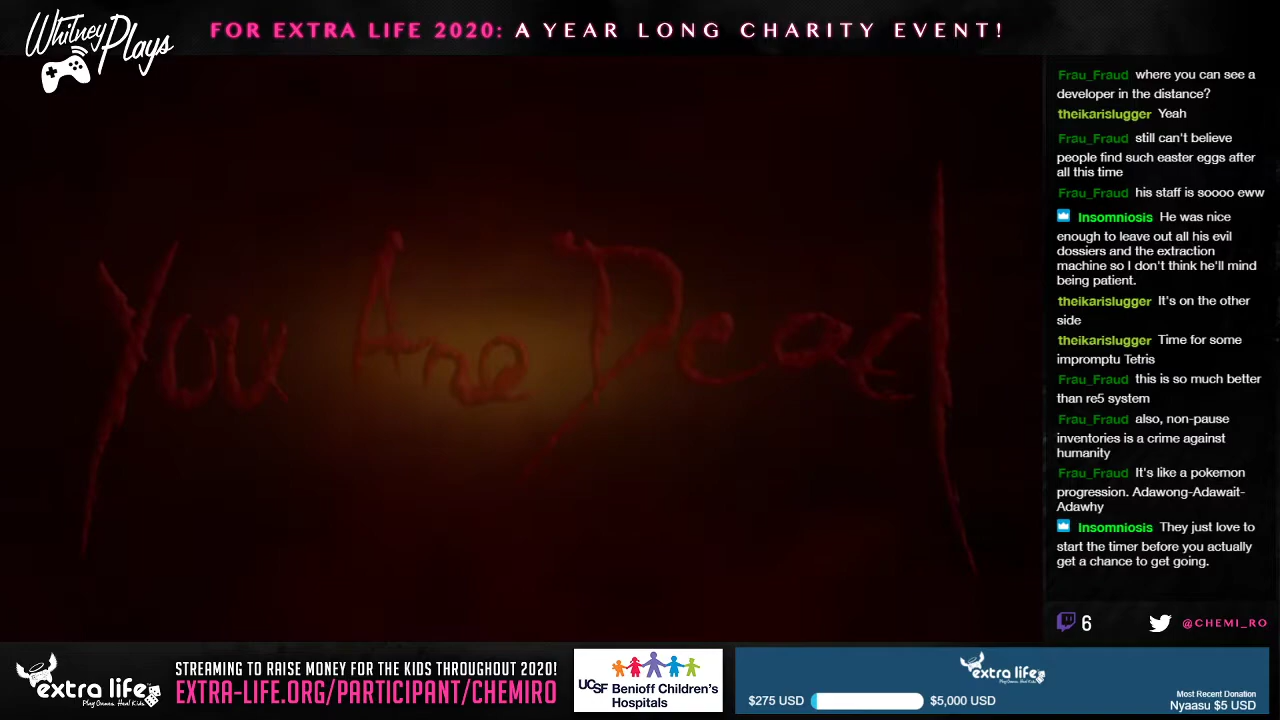 Whitney Plays
FOR EXTRA LIFE 2020: A YEAR LONG CHARITY EVENT!
You Are Dead
Frau_Fraud where you can see a
developer in the distance?
theikarislugger Yeah
Frau_Fraud still can't believe
people find such easter eggs after
all this time
Frau_Fraud his staff is soooo eww
Insomniosis He was nice
enough to leave out all his evil
dossiers and the extraction
machine so I don't think he'll mind
being patient.
theikarislugger It's on the other
side
theikarislugger Time for some
impromptu Tetris
Frau_Fraud this is so much better
than re5 system
Frau_Fraud also, non-pause
inventories is a crime against
humanity
Frau_Fraud It's like a pokemon
progression. Adawong-Adawait-
Adawhy
Insomniosis They just love to
start the timer before you actually
get a chance to get going.
6 @CHEMI_RO
extra life
Play Games. Heal Kids.
STREAMING TO RAISE MONEY FOR THE KIDS THROUGHOUT 2020!
EXTRA-LIFE.ORG/PARTICIPANT/CHEMIRO
UCSF Benioff Children's
Hospitals
extra life
Play Games. Heal Kids.
$275 USD $5,000 USD
Most Recent Donation
Nyaasu $5 USD